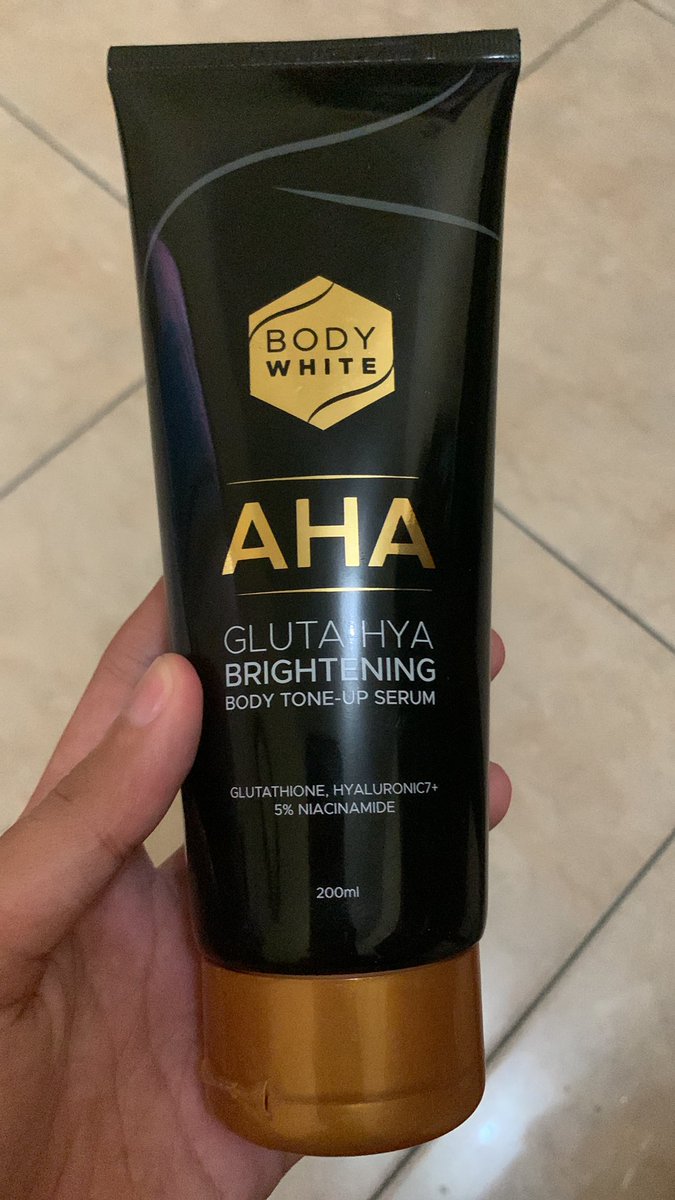 BODY
WHITE
AHA
GLUTA-HYA
BRIGHTENING
BODY TONE-UP SERUM
GLUTATHIONE, HYALURONIC7+
5% NIACINAMIDE
200ml